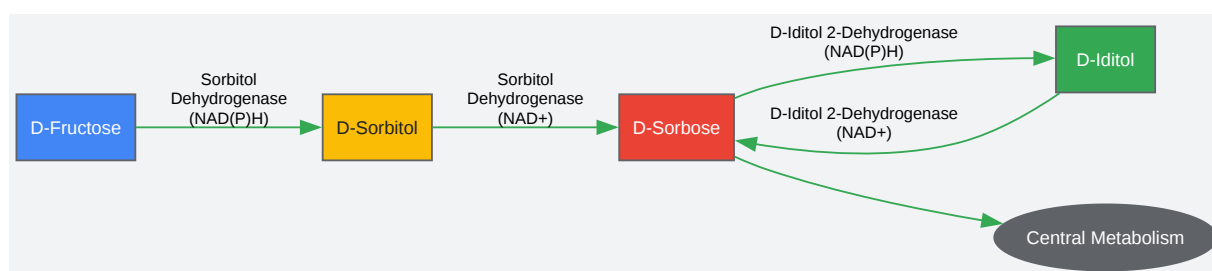 D-Fructose
Sorbitol
Dehydrogenase
(NAD(P)H)
D-Sorbitol
Sorbitol
Dehydrogenase
(NAD+)
D-Sorbose
D-Iditol 2-Dehydrogenase
(NAD(P)H)
D-Iditol
D-Iditol 2-Dehydrogenase
(NAD+)
Central Metabolism